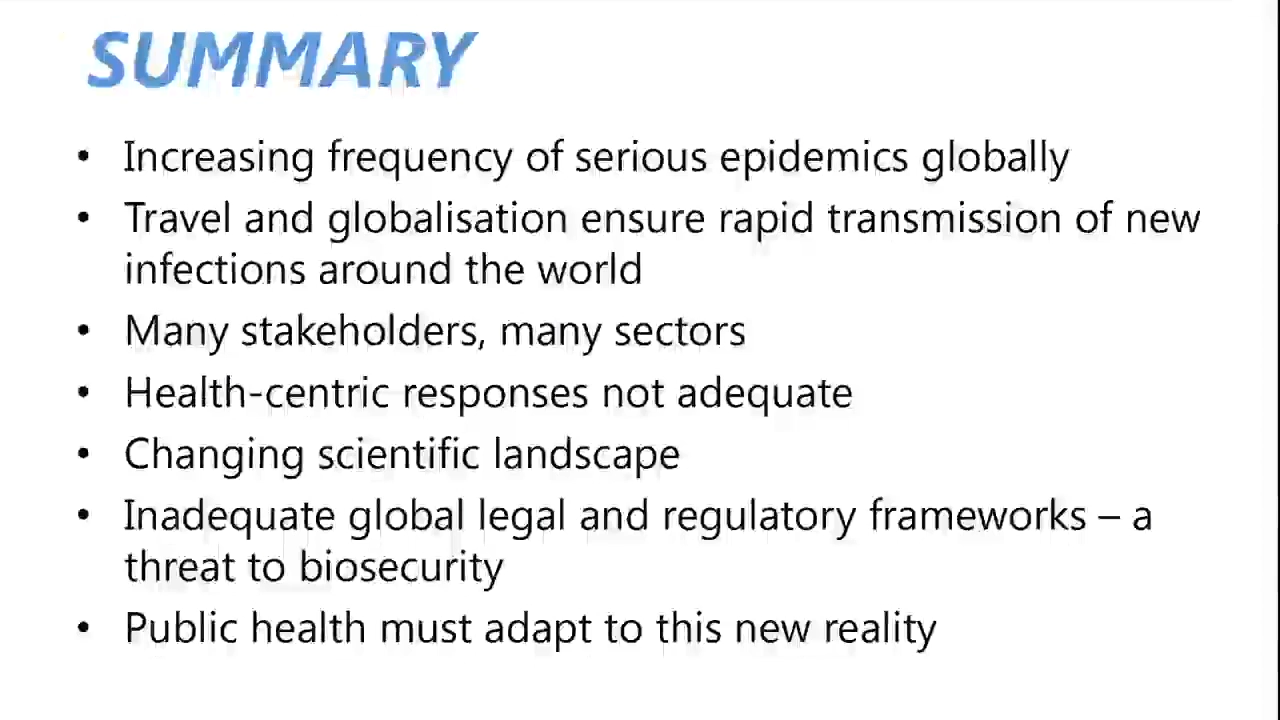 SUMMARY
• Increasing frequency of serious epidemics globally
• Travel and globalisation ensure rapid transmission of new
infections around the world
• Many stakeholders, many sectors
• Health-centric responses not adequate
• Changing scientific landscape
• Inadequate global legal and regulatory frameworks – a
threat to biosecurity
• Public health must adapt to this new reality